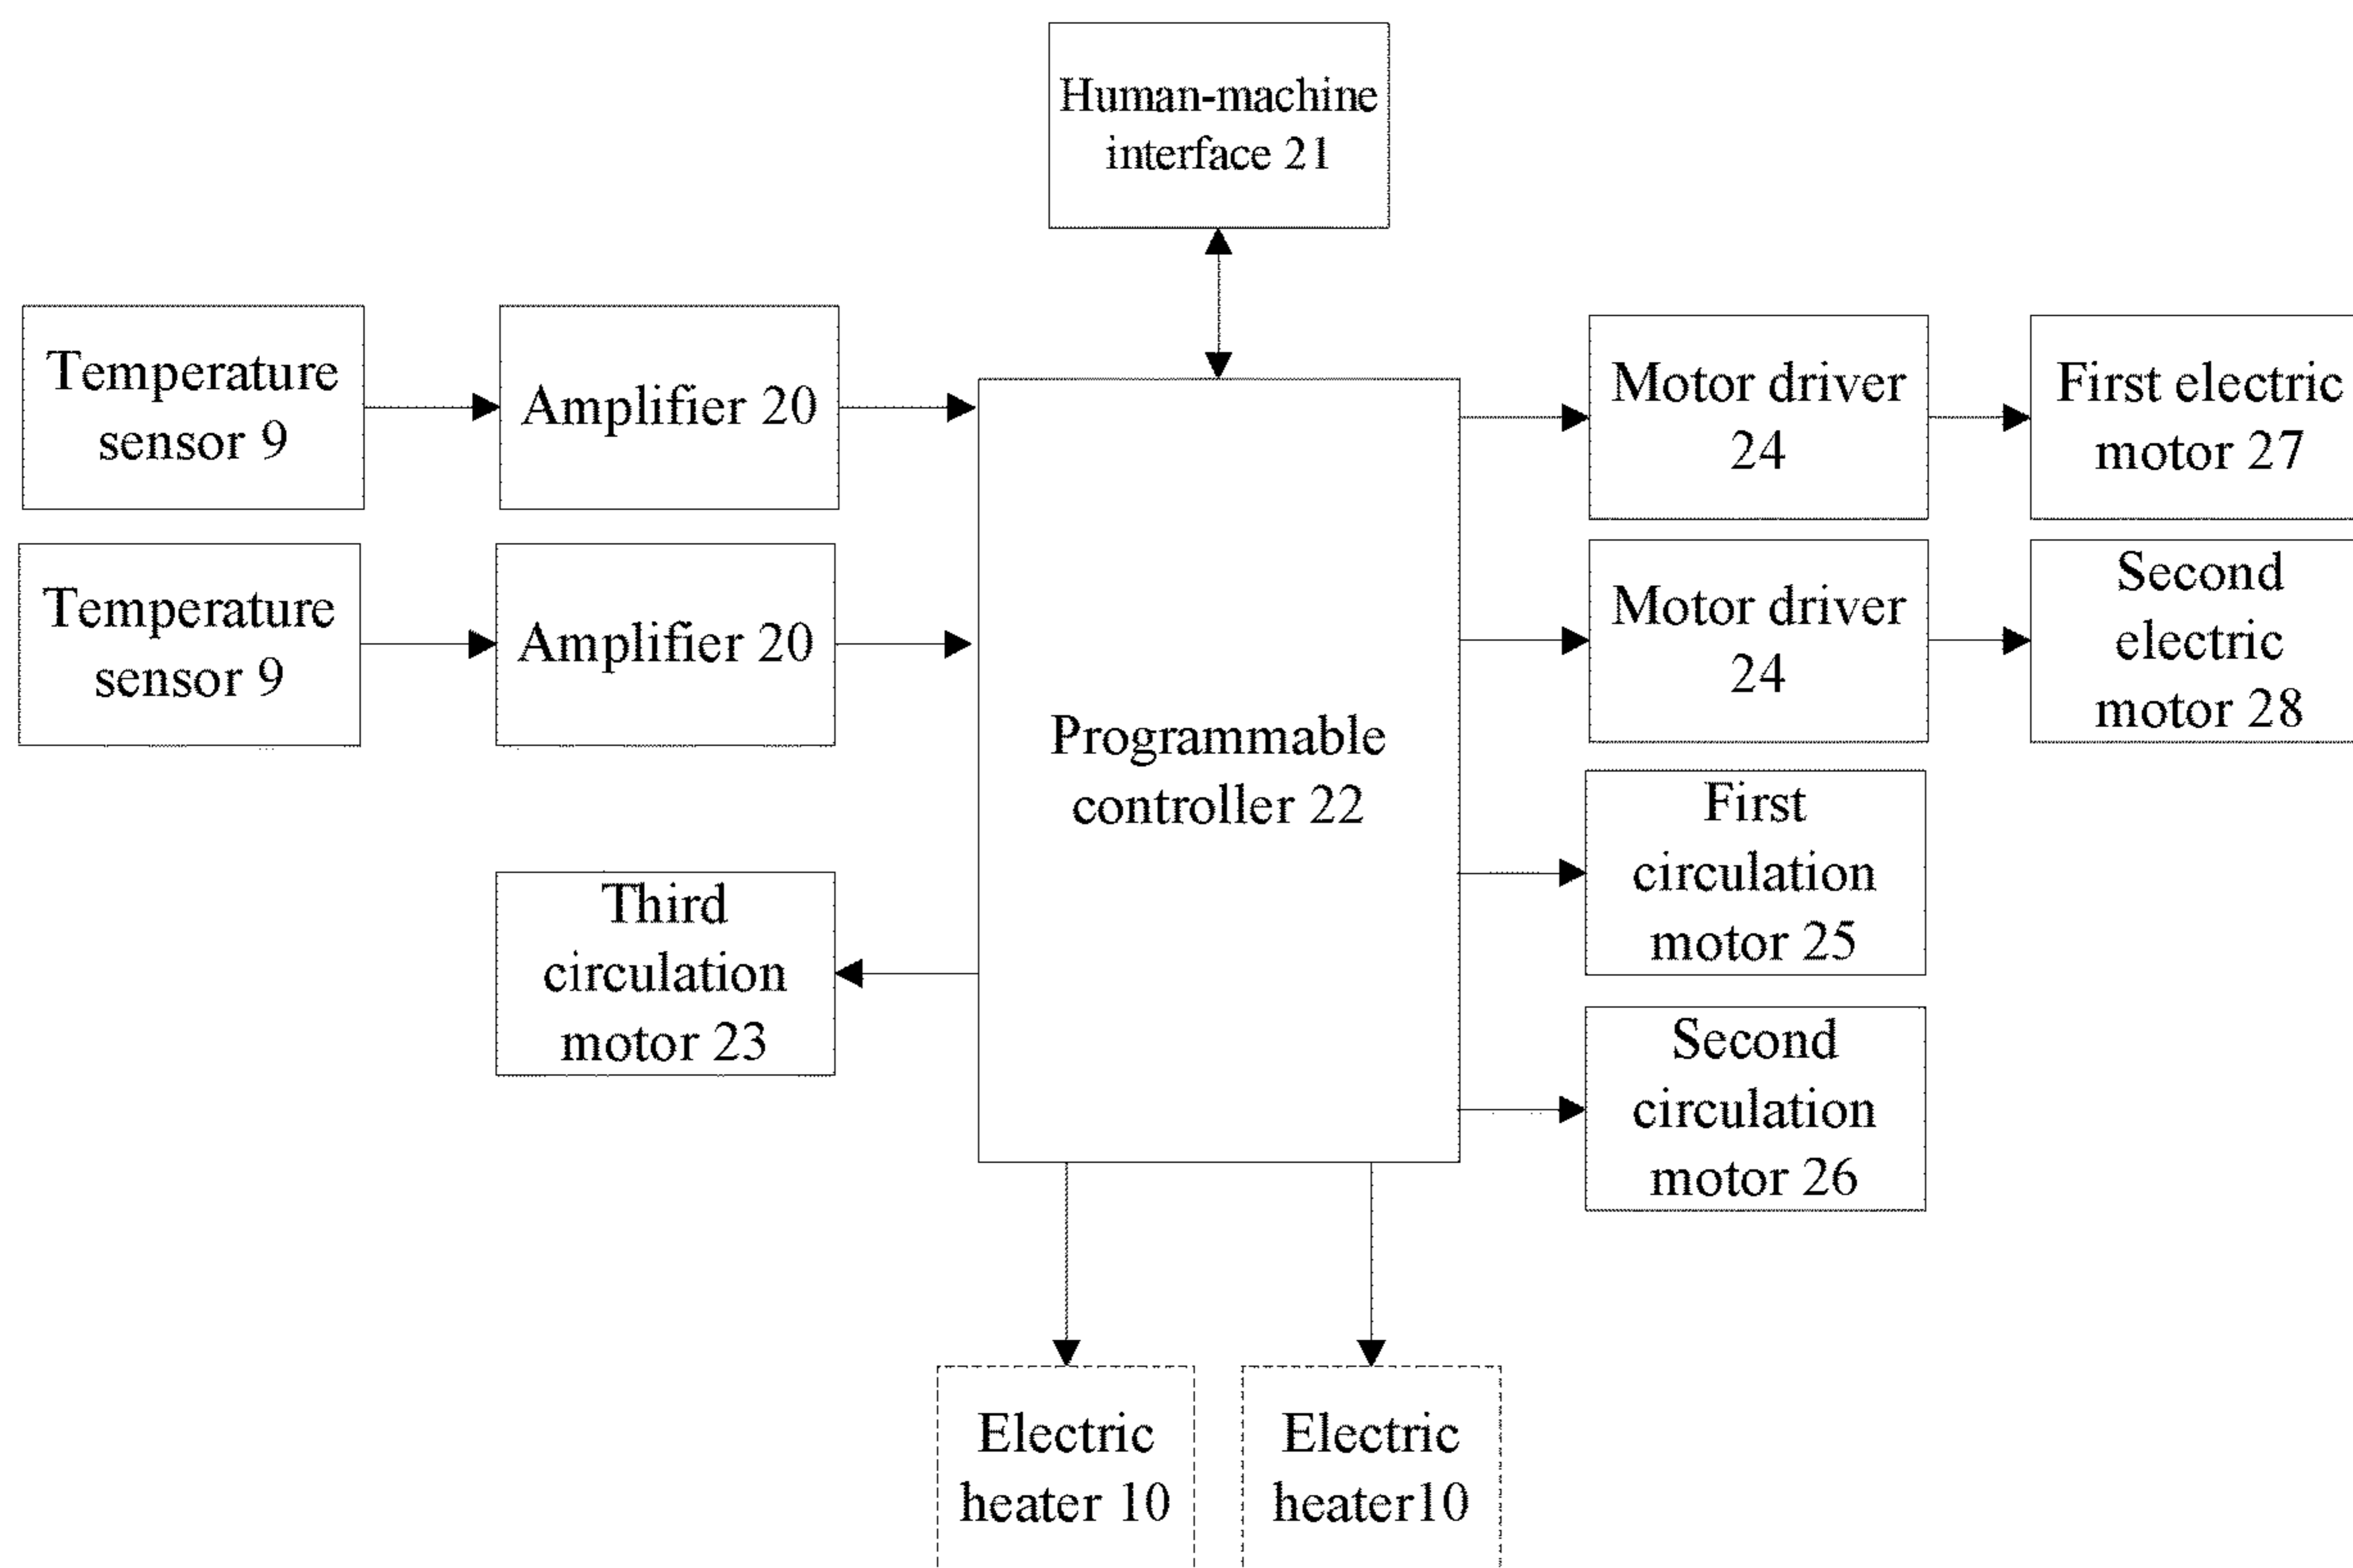 Human-machine
interface 21
Temperature
sensor 9
Amplifier 20
Motor driver
24
First electric
motor 27
Temperature
sensor 9
Amplifier 20
Programmable
controller 22
Motor driver
24
Second
electric
motor 28
Third
circulation
motor 23
First
circulation
motor 25
Second
circulation
motor 26
Electric
heater 10
Electric
heater10